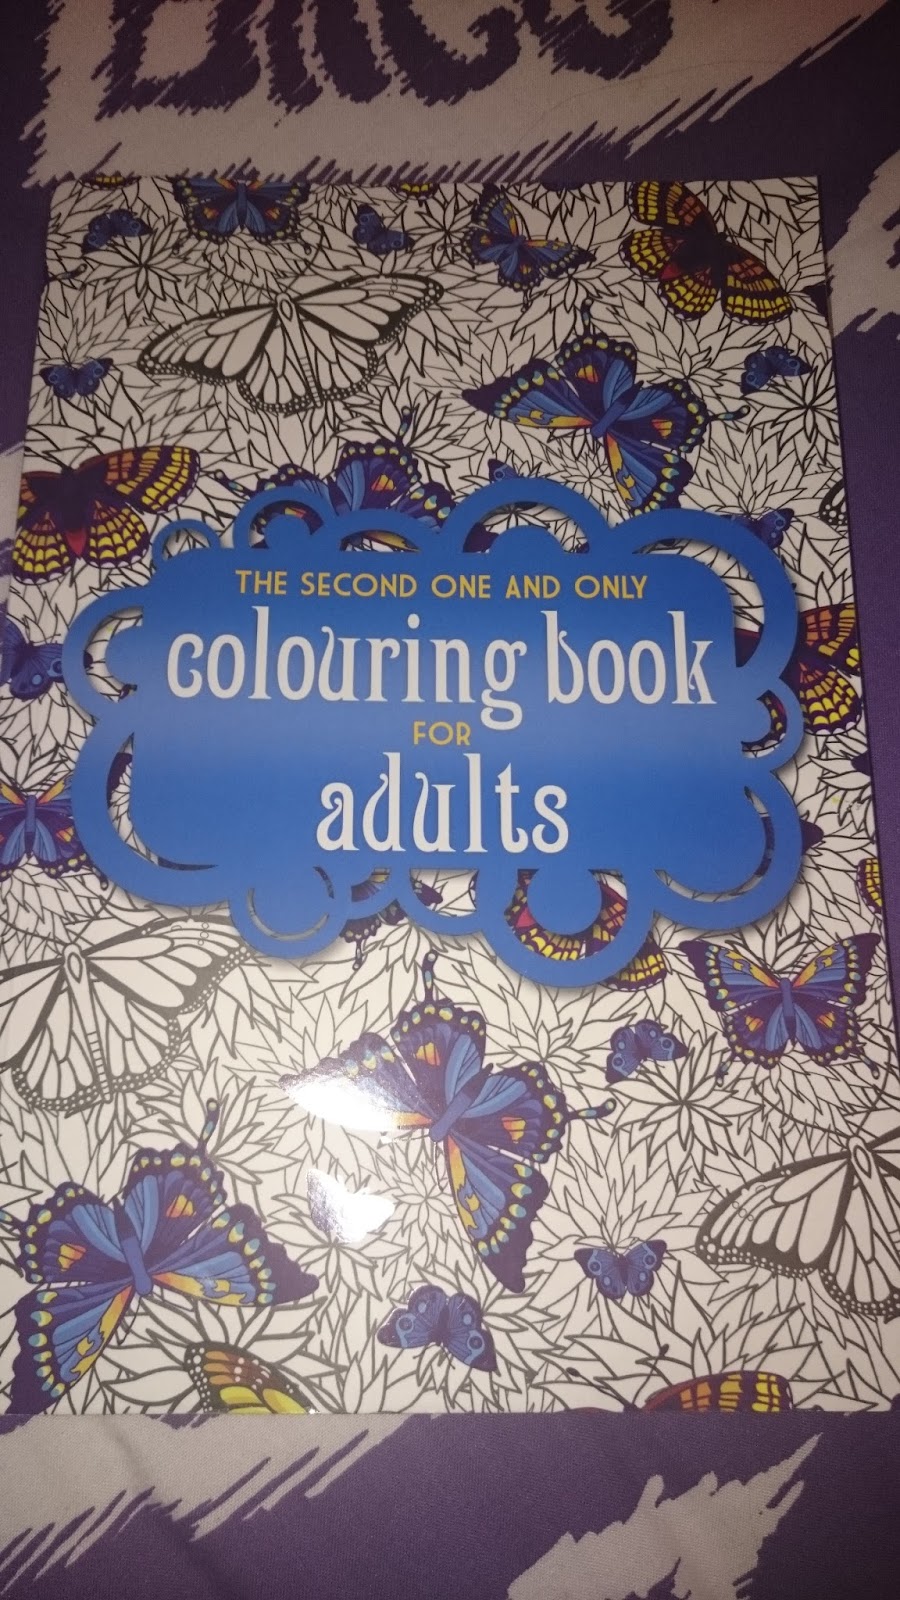 THE SECOND ONE AND ONLY
colouring book
FOR
adults